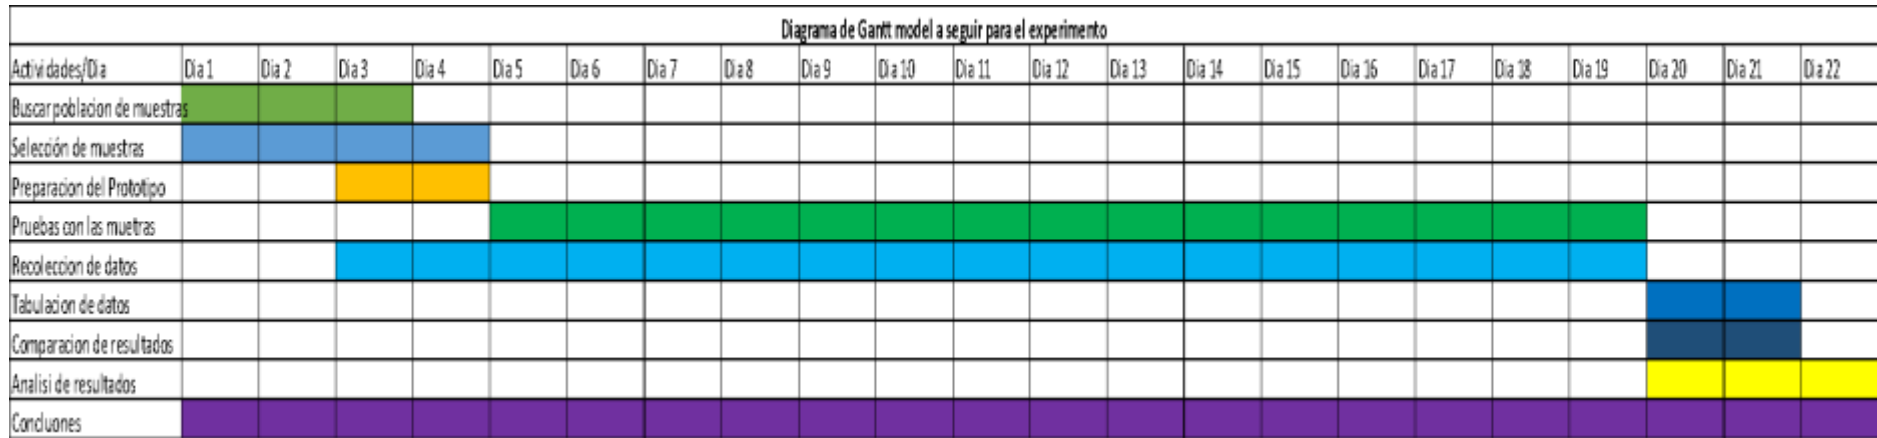 Diagrama de Gantt model a seguir para el experimento
Actividades/Dia Dia 1 Dia 2 Dia 3 Dia 4 Dia 5 Dia 6 Dia 7 Dia 8 Dia 9 Dia 10 Dia 11 Dia 12 Dia 13 Dia 14 Dia 15 Dia 16 Dia 17 Dia 18 Dia 19 Dia 20 Dia 21 Dia 22
Buscar poblacion de muestras
Selección de muestras
Preparacion del Prototipo
Pruebas con las muetras
Recoleccion de datos
Tabulacion de datos
Comparacion de resultados
Analisi de resultados
Concluones